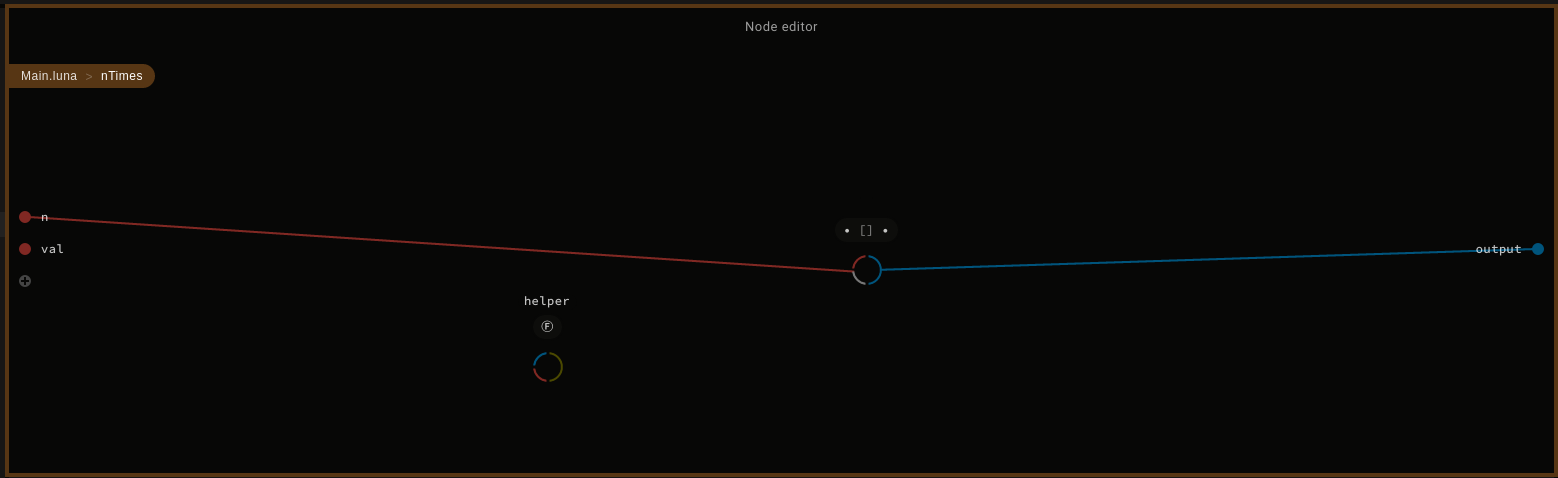 Node editor
Main.luna > nTimes
n
val
• [] •
output
helper
Ⓕ